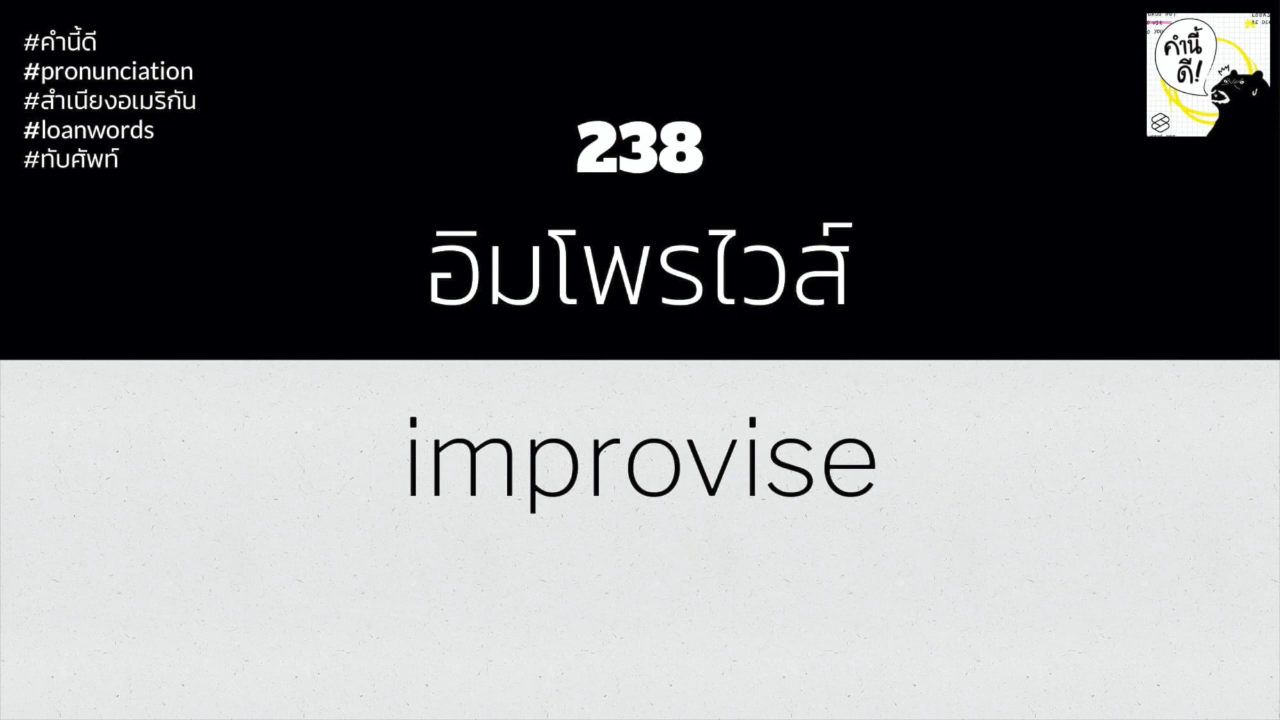 #คำนี้ดี
#pronunciation
#สำเนียงอเมริกัน
#loanwords
#ทับศัพท์
คำนี้
ดี!
238
อิมโพรไวส์
improvise